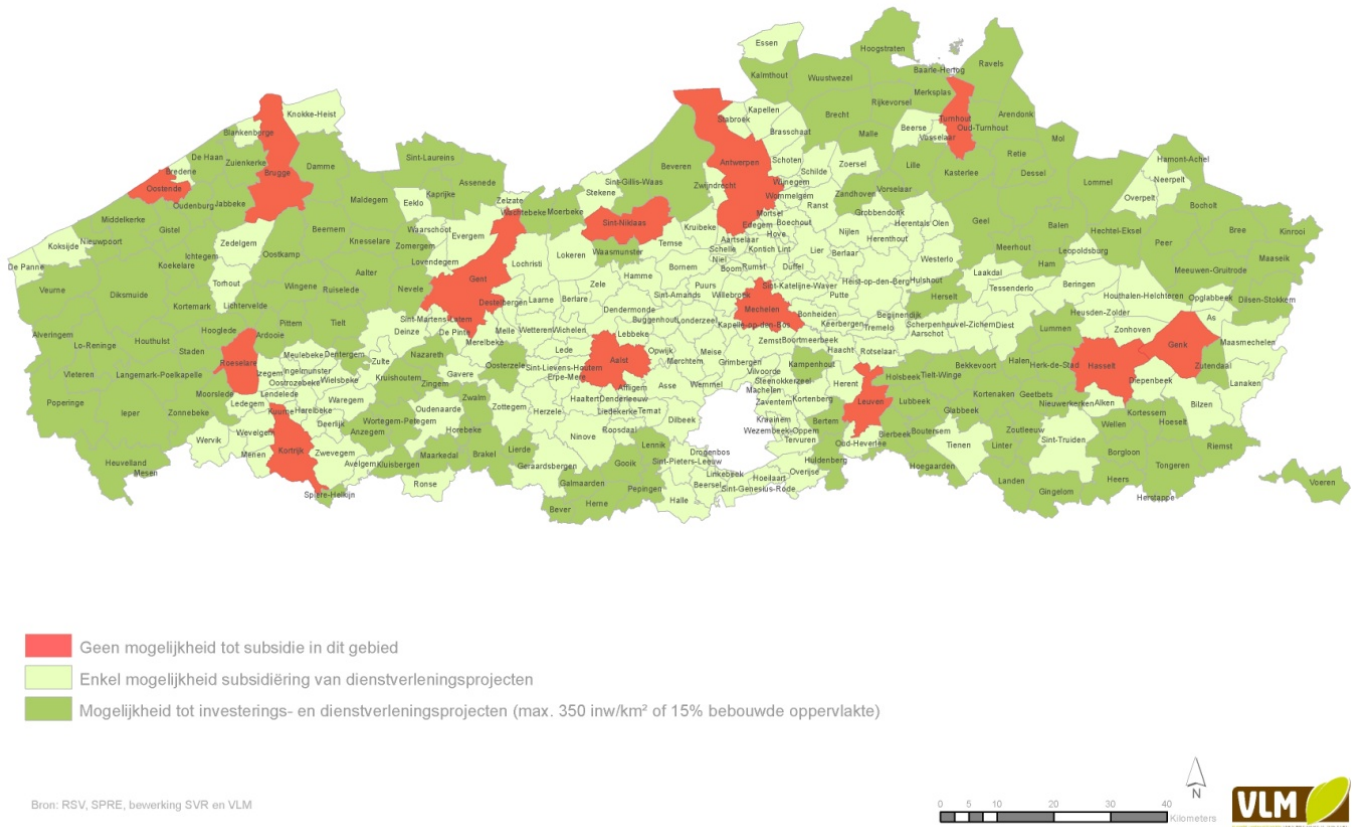 Essen
Hoogstraten
Kalmthout
Wuustwezel
Baarle-Hertog
Ravels
Merksplas
Rijkevorsel
Brecht
Turnhout
Arendonk
Kapellen
Stabroek
Knokke-Heist
Blankenberge
Brasschaat
Malle
Beerse
Vosselaar
Oud-Turnhout
Mol
De Haan
Zuienkerke
Damme
Sint-Laureins
Beveren
Antwerpen
Schoten
Zoersel
Lille
Retie
Bredene
Brugge
Assenede
Sint-Gillis-Waas
Schilde
Kasterlee
Dessel
Lommel
Hamont-Achel
Oostende
Oudenburg
Jabbeke
Maldegem
Eeklo
Kaprijke
Zelzate
Stekene
Zwijndrecht
Wijnegem
Wommelgem
Zandhoven
Vorselaar
Neerpelt
Overpelt
Middelkerke
Gistel
Beernem
Knesselare
Waarschoot
Wachtebeke
Moerbeke
Sint-Niklaas
Kruibeke
Mortsel
Ranst
Grobbendonk
Bocholt
Koksijde
Nieuwpoort
Zedelgem
Oostkamp
Zomergem
Evergem
Temse
Edegem
Boechout
Hove
Nijlen
Herentals
Olen
Geel
Balen
Hechtel-Eksel
Peer
Bree
Kinrooi
De Panne
Ichtegem
Koekelare
Aalter
Lovendegem
Lochristi
Lokeren
Waasmunster
Aartselaar
Schelle
Niel
Boom
Kontich
Lint
Lier
Berlaar
Herenthout
Westerlo
Meerhout
Leopoldsburg
Ham
Maaseik
Veurne
Diksmuide
Torhout
Wingene
Ruiselede
Nevele
Gent
Hamme
Bornem
Rumst
Duffel
Heist-op-den-Berg
Hulshout
Laakdal
Tessenderlo
Beringen
Meeuwen-Gruitrode
Kortemark
Lichtervelde
Destelbergen
Laarne
Berlare
Zele
Sint-Amands
Puurs
Willebroek
Sint-Katelijne-Waver
Putte
Herselt
Houthalen-Helchteren
Opglabbeek
Dilsen-Stokkem
Alveringem
Hooglede
Ardooie
Pittem
Tielt
Sint-Martens-Latem
Deinze
De Pinte
Melle
Wetteren
Wichelen
Dendermonde
Buggenhout
Londerzeel
Mechelen
Kapelle-op-den-Bos
Bonheiden
Keerbergen
Tremelo
Begijnendijk
Aarschot
Scherpenheuvel-Zichem
Diest
Heusden-Zolder
As
Lo-Reninge
Houthulst
Staden
Merelbeke
Lebbeke
Zemst
Boortmeerbeek
Lummen
Zonhoven
Genk
Maasmechelen
Vleteren
Langemark-Poelkapelle
Roeselare
Meulebeke
Dentergem
Zulte
Nazareth
Oosterzele
Lede
Sint-Lievens-Houtem
Erpe-Mere
Aalst
Opwijk
Merchtem
Meise
Grimbergen
Vilvoorde
Kampenhout
Haacht
Rotselaar
Bekkevoort
Halen
Herk-de-Stad
Hasselt
Zutendaal
Izegem
Ingelmunster
Oostrozebeke
Wielsbeke
Kruishoutem
Zingem
Gavere
Affligem
Asse
Wemmel
Steenokkerzeel
Machelen
Herent
Holsbeek
Tielt-Winge
Diepenbeek
Lanaken
Poperinge
Ieper
Zonnebeke
Moorslede
Ledegem
Lendelede
Kuurne
Harelbeke
Waregem
Oudenaarde
Zwalm
Zottegem
Herzele
Haaltert
Denderleeuw
Liedekerke
Ternat
Dilbeek
Zaventem
Kortenberg
Leuven
Lubbeek
Kortenaken
Geetbets
Nieuwerkerken
Alken
Kortessem
Bilzen
Wervik
Wevelgem
Menen
Kortrijk
Deerlijk
Zwevegem
Anzegem
Wortegem-Petegem
Horebeke
Ninove
Roosdaal
Kraainem
Wezembeek-Oppem
Tervuren
Bertem
Oud-Heverlee
Bierbeek
Boutersem
Glabbeek
Linter
Zoutleeuw
Sint-Truiden
Wellen
Hoeselt
Heuvelland
Mesen
Avelgem
Kluisbergen
Maarkedal
Brakel
Lierde
Geraardsbergen
Gooik
Lennik
Sint-Pieters-Leeuw
Drogenbos
Linkebeek
Hoeilaart
Overijse
Huldenberg
Tienen
Hoegaarden
Borgloon
Tongeren
Riemst
Spiere-Helkijn
Ronse
Galmaarden
Herne
Pepingen
Beersel
Sint-Genesius-Rode
Landen
Gingelom
Heers
Herstappe
Voeren
Bever
Halle
Geen mogelijkheid tot subsidie in dit gebied
Enkel mogelijkheid subsidiëring van dienstverleningsprojecten
Mogelijkheid tot investerings- en dienstverleningsprojecten (max. 350 inw/km² of 15% bebouwde oppervlakte)
Bron: RSV, SPRE, bewerking SVR en VLM
N
0 5 10 20 30 40
Kilometers
VLM